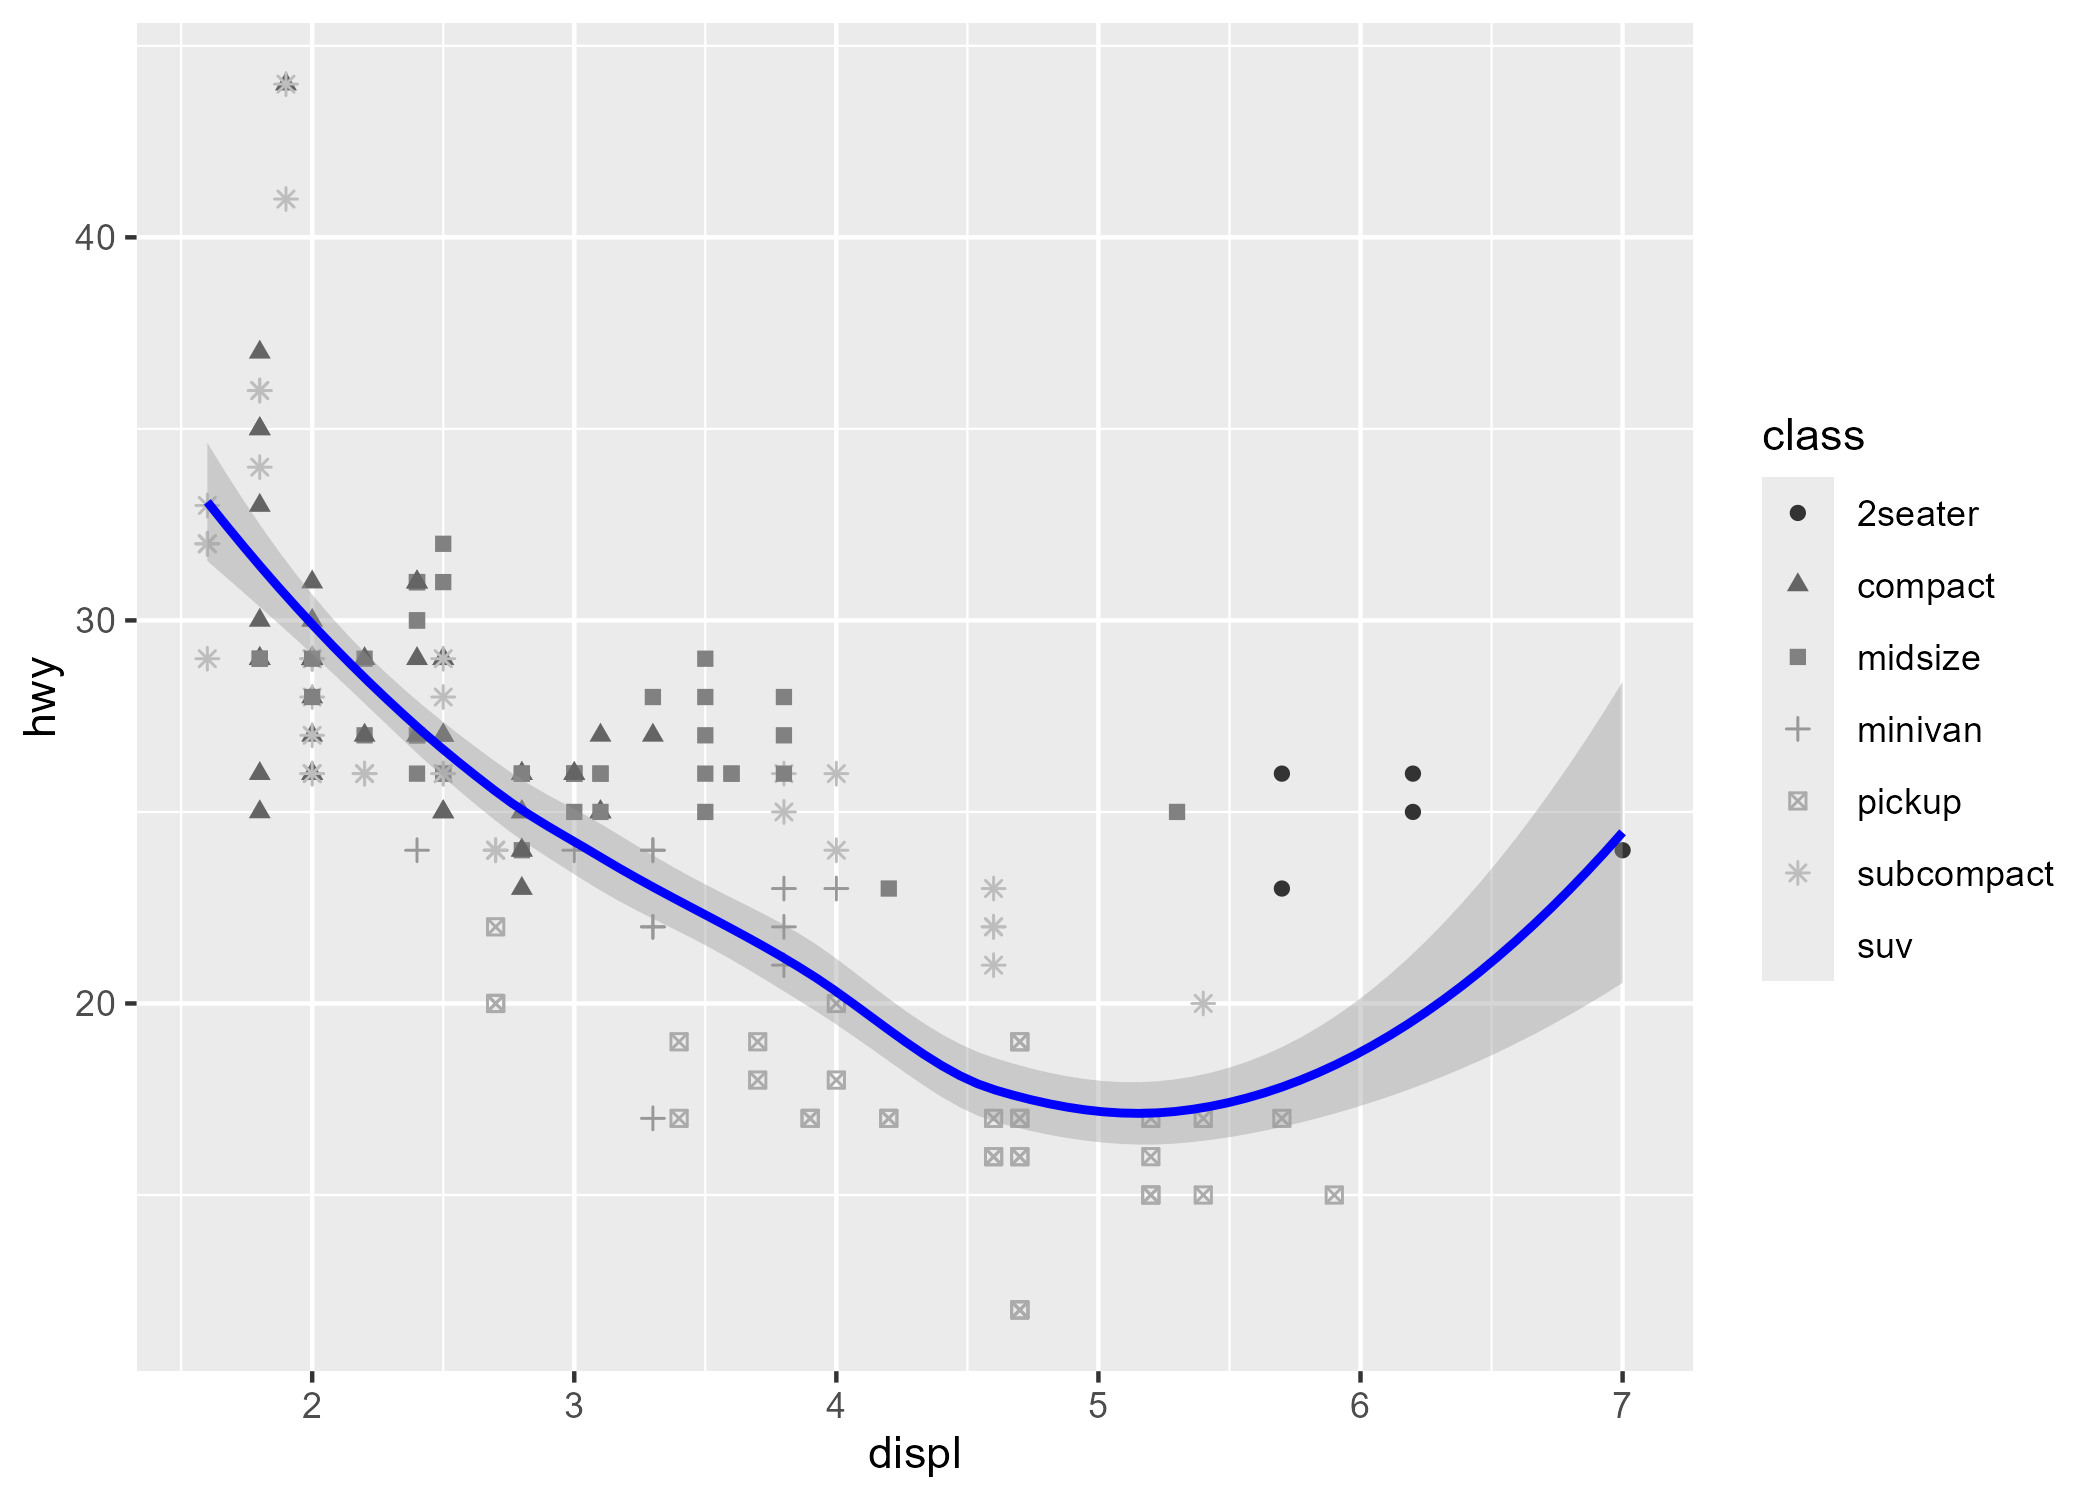 40
30
20
hwy
2
3
4
5
6
7
displ
class
2seater
compact
midsize
minivan
pickup
subcompact
suv